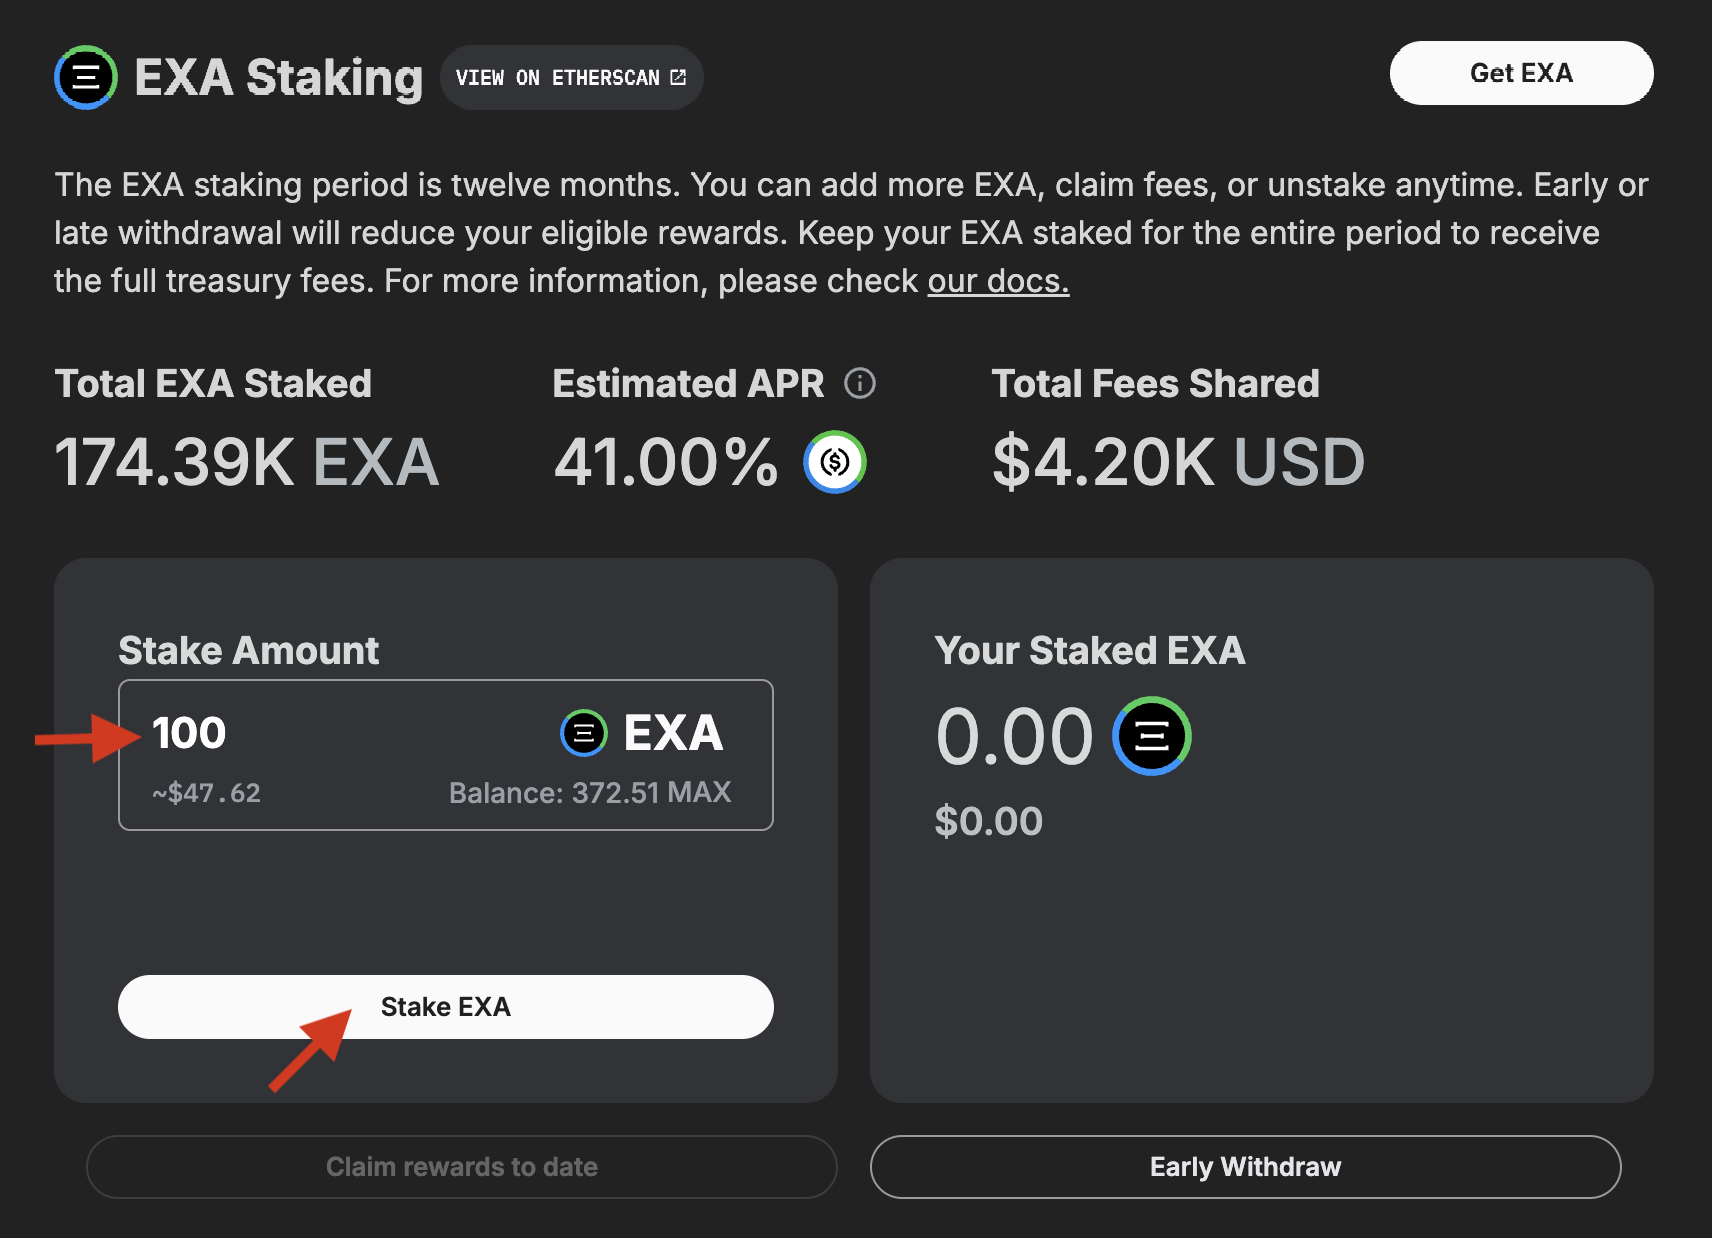 EXA Staking VIEW ON ETHERSCAN Get EXA
The EXA staking period is twelve months. You can add more EXA, claim fees, or unstake anytime. Early or
late withdrawal will reduce your eligible rewards. Keep your EXA staked for the entire period to receive
the full treasury fees. For more information, please check our docs.
Total EXA Staked
174.39K EXA
Estimated APR
41.00%
Total Fees Shared
$4.20K USD
Stake Amount
100 EXA
~$47.62 Balance: 372.51 MAX
Stake EXA
Your Staked EXA
0.00
$0.00
Claim rewards to date
Early Withdraw